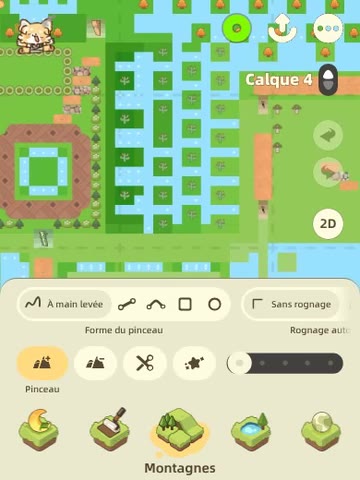 Calque 4
2D
À main levée
Sans rognage
Forme du pinceau
Rognage auto
Pinceau
Montagnes